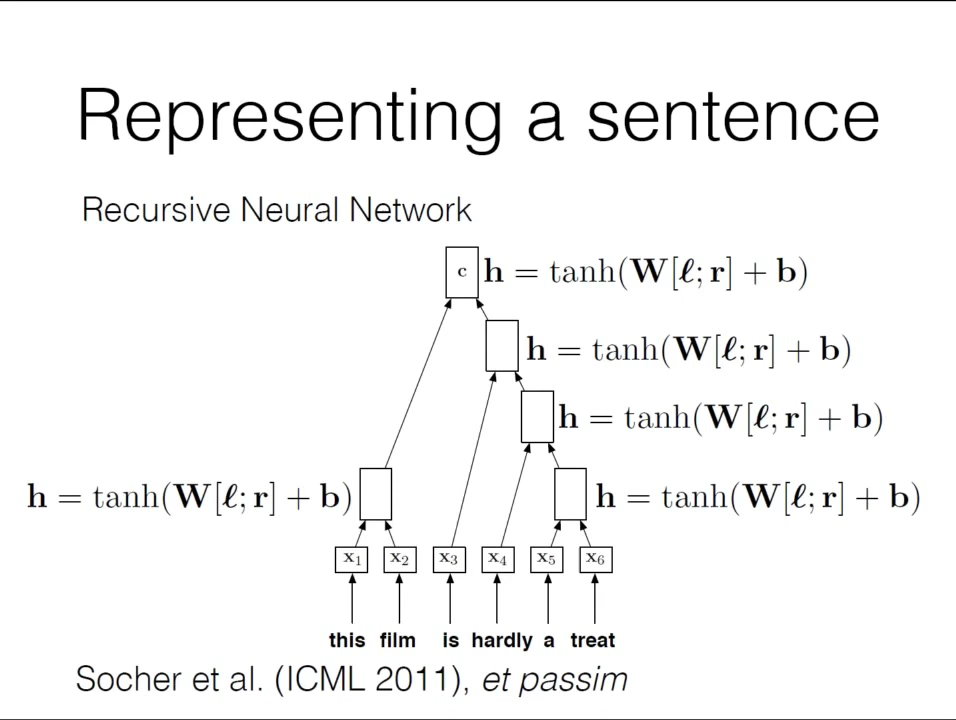 Representing a sentence
Recursive Neural Network
c h = tanh(W[ℓ; r] + b)
h = tanh(W[ℓ; r] + b)
h = tanh(W[ℓ; r] + b)
h = tanh(W[ℓ; r] + b) h = tanh(W[ℓ; r] + b)
x₁ x₂ x₃ x₄ x₅ x₆
this film is hardly a treat
Socher et al. (ICML 2011), et passim